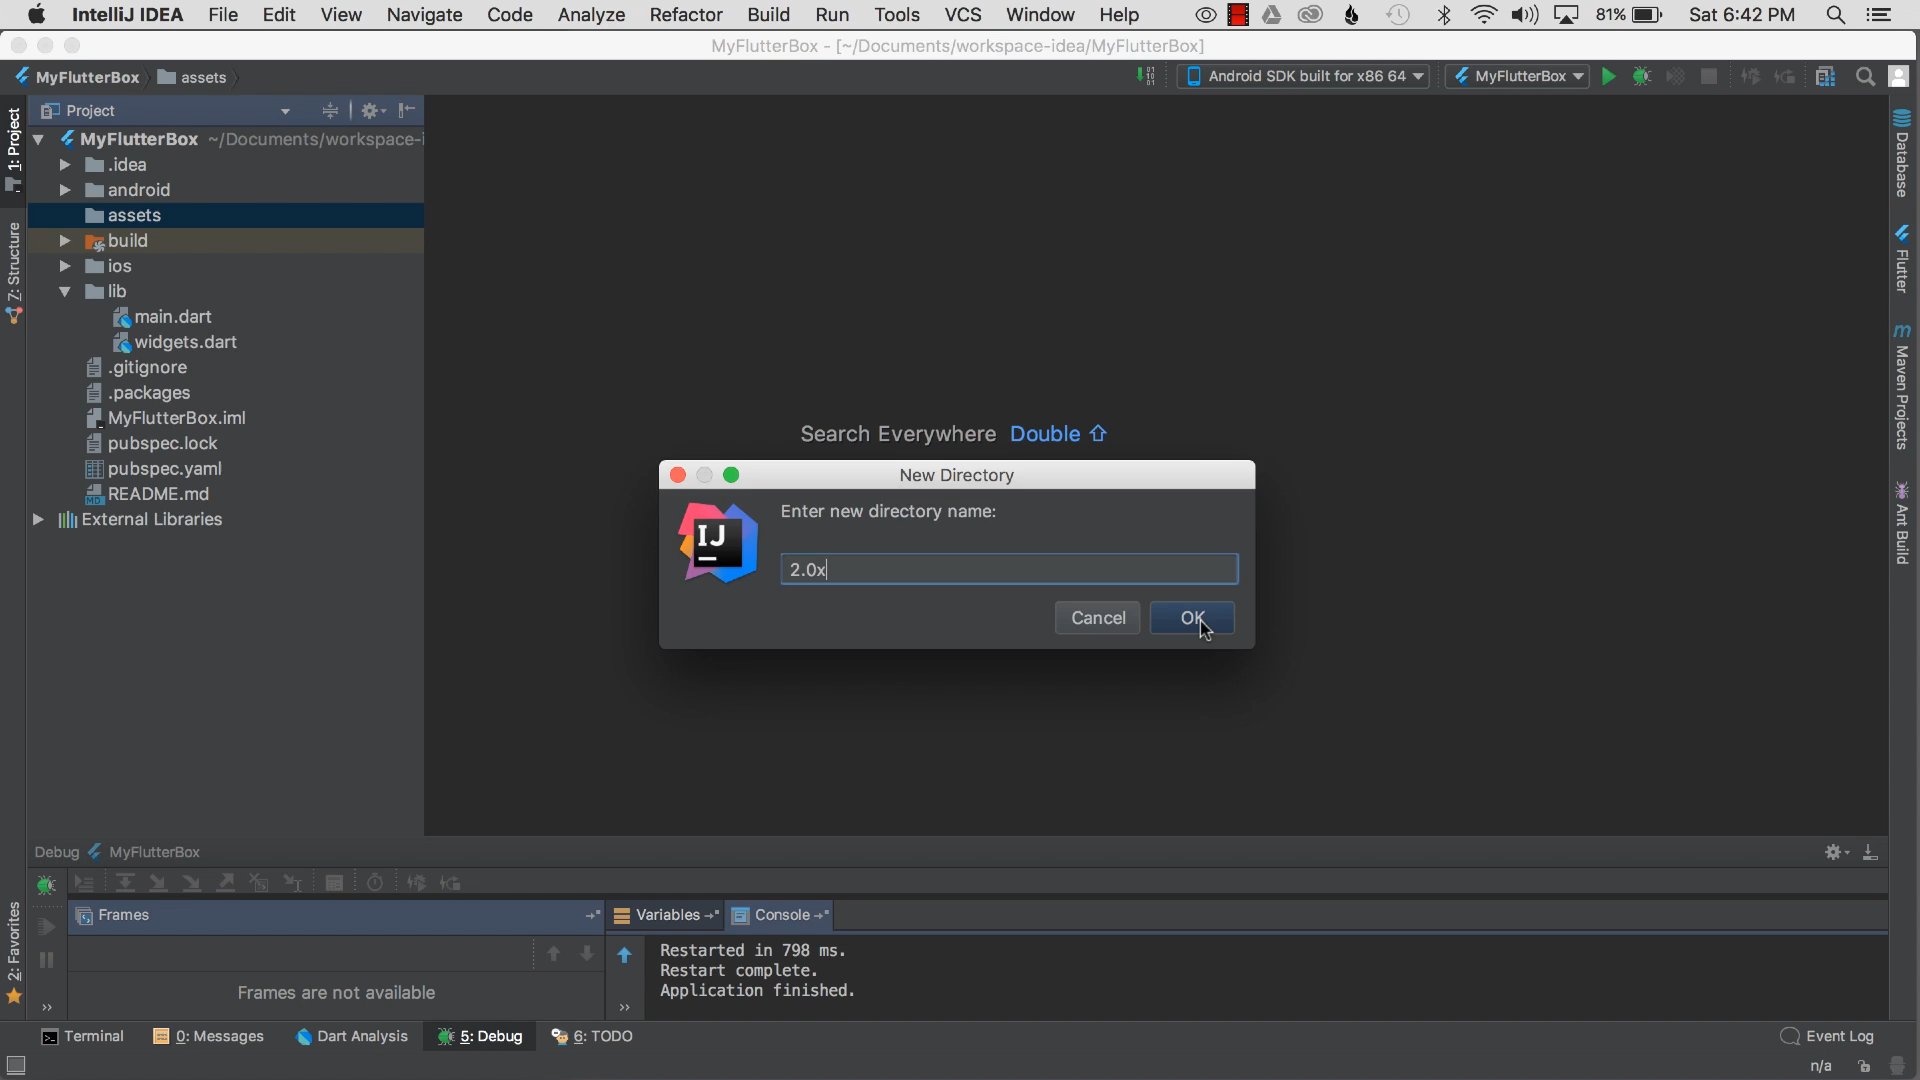 IntelliJ IDEA File Edit View Navigate Code Analyze Refactor Build Run Tools VCS Window Help 81% Sat 6:42 PM
MyFlutterBox - [~/Documents/workspace-idea/MyFlutterBox]
MyFlutterBox assets Android SDK built for x86 64 MyFlutterBox
Project
MyFlutterBox ~/Documents/workspace-i
.idea
android
assets
build
ios
lib
main.dart
widgets.dart
.gitignore
.packages
MyFlutterBox.iml
pubspec.lock
pubspec.yaml
README.md
External Libraries
1: Project
7: Structure
2: Favorites
Search Everywhere Double ⇧
New Directory
Enter new directory name:
IJ
2.0x
Cancel OK
Database
Flutter
Maven Projects
Ant Build
Debug MyFlutterBox
Frames Variables Console
Frames are not available
Restarted in 798 ms.
Restart complete.
Application finished.
Terminal 0: Messages Dart Analysis 5: Debug 6: TODO Event Log
n/a